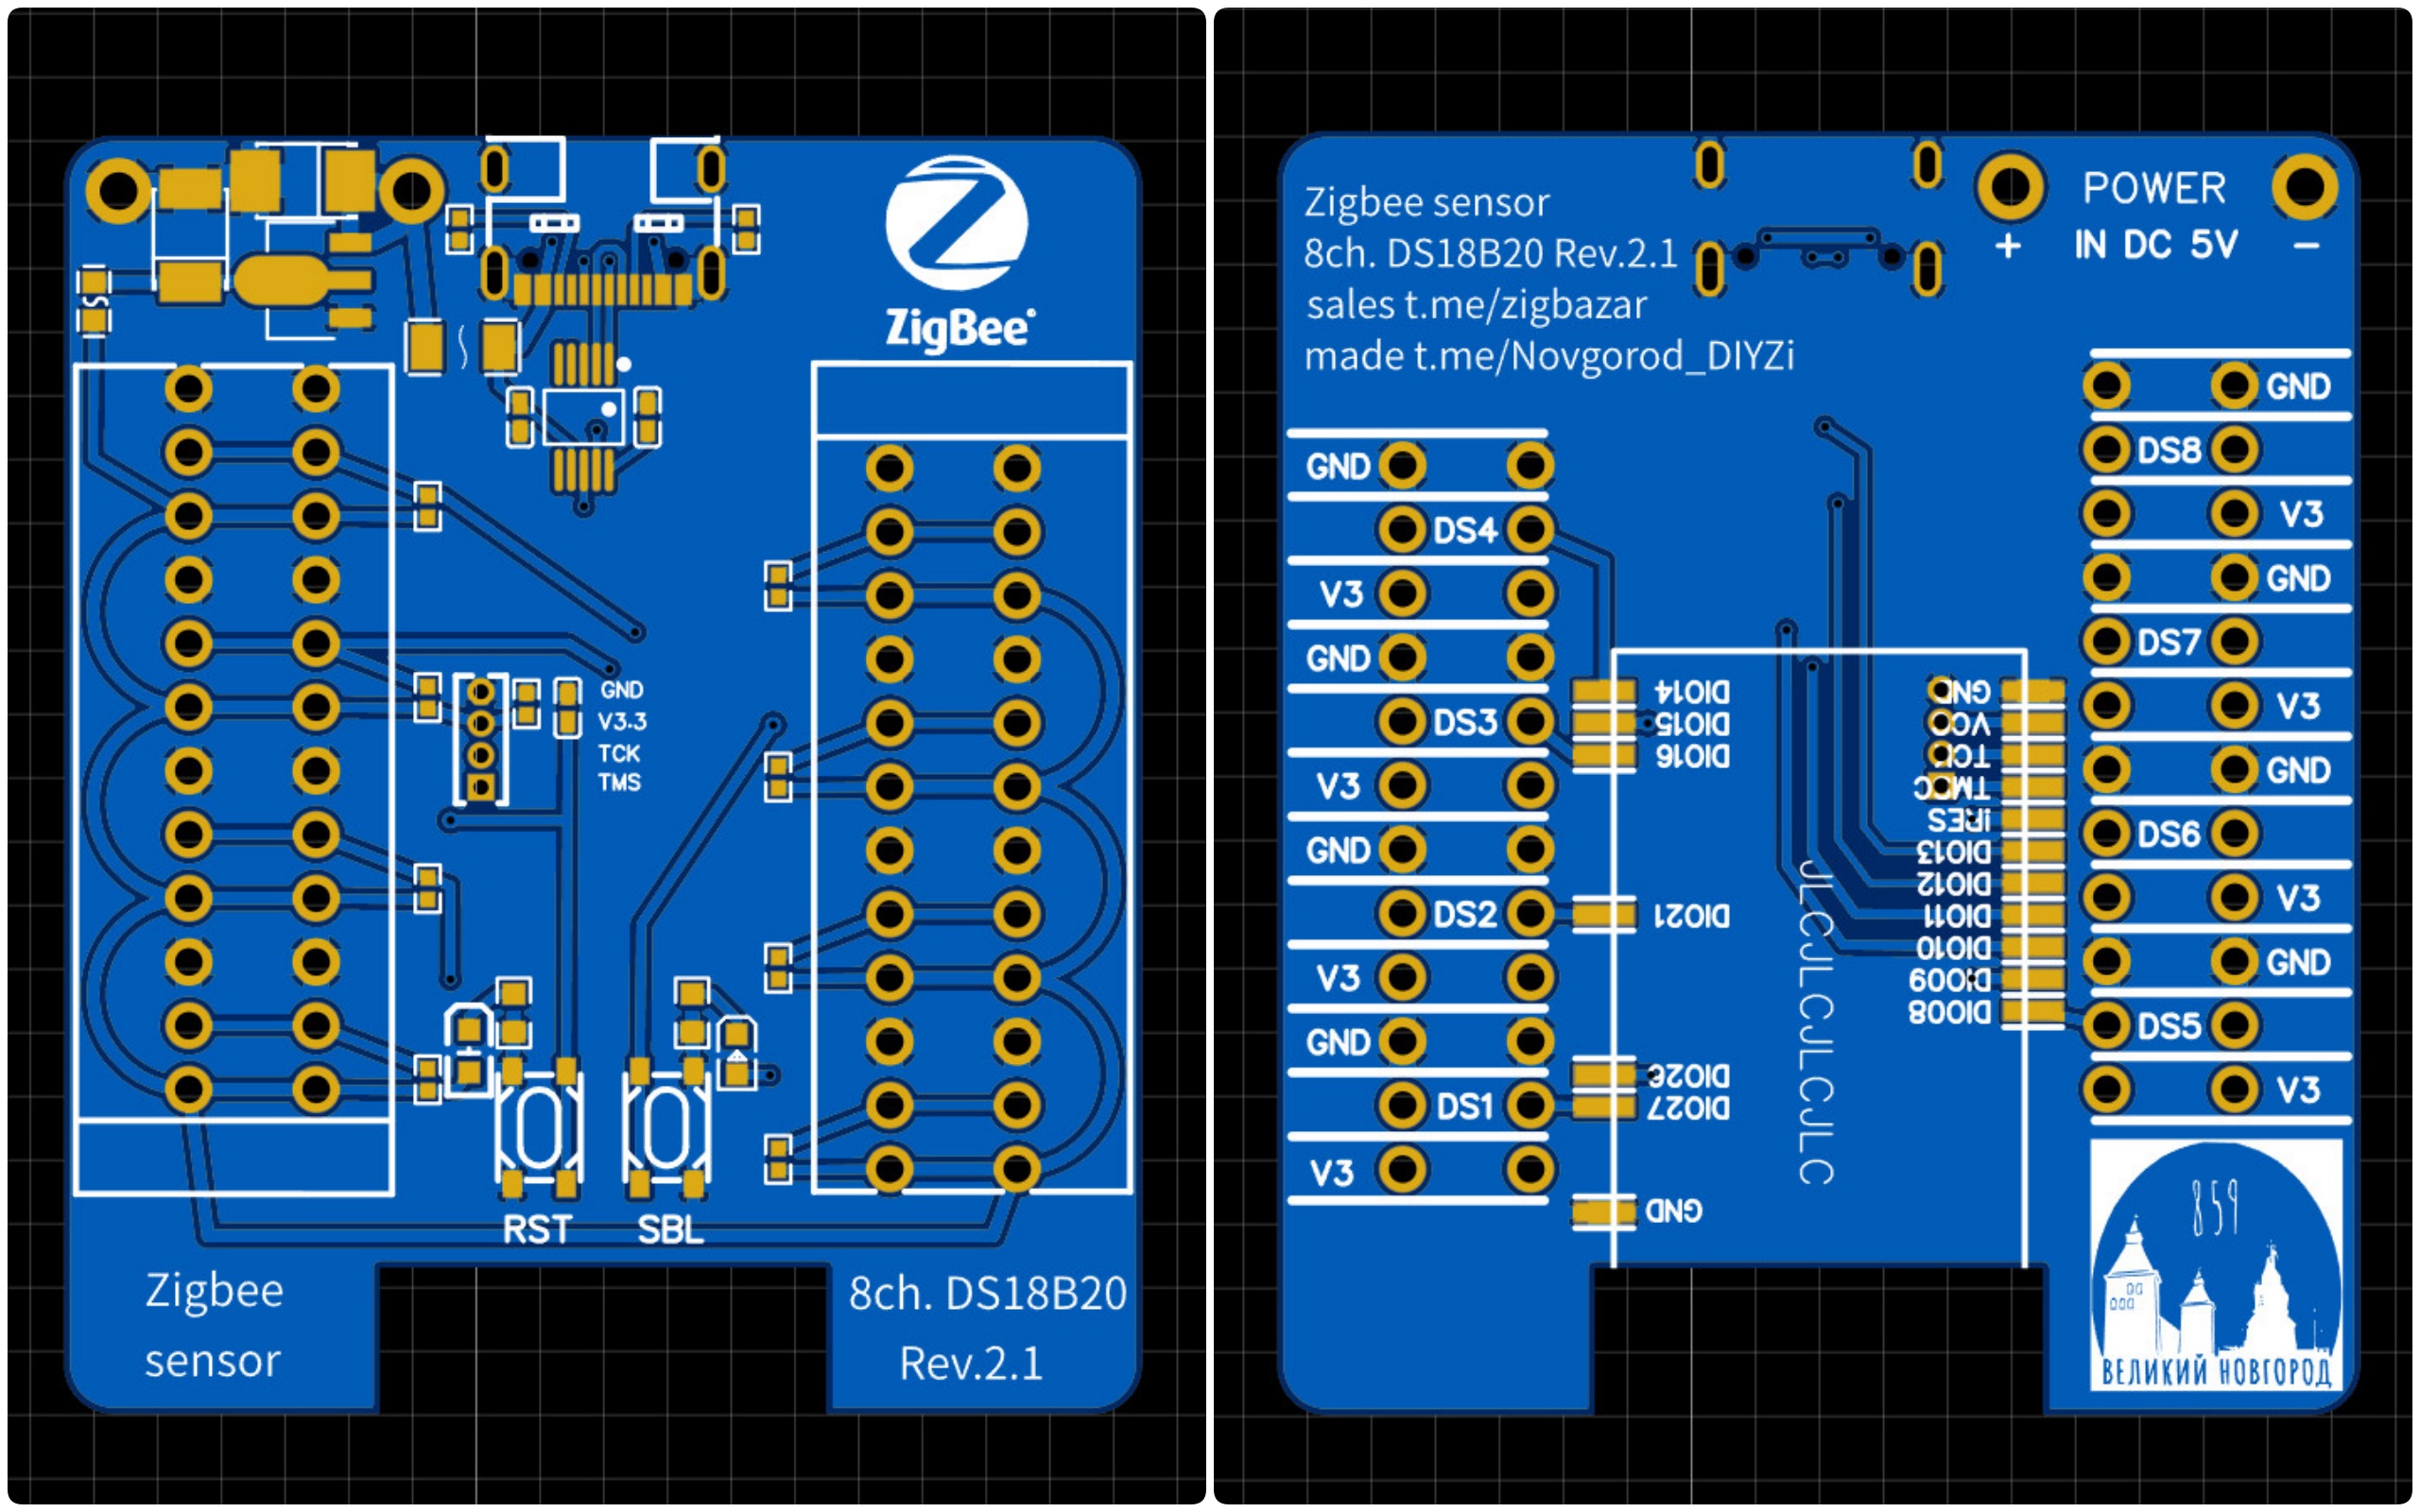 ZigBee
GND
V3.3
TCK
TMS
RST
SBL
Zigbee
sensor
8ch. DS18B20
Rev.2.1
Zigbee sensor
8ch. DS18B20 Rev.2.1
sales t.me/zigbazar
made t.me/Novgorod_DIYZi
POWER
+ IN DC 5V −
GND
DS4
V3
GND
DS3
V3
GND
DS2
V3
GND
DS1
V3
DIO14
DIO15
DIO16
DIO21
DIO26
DIO27
GND
JLCJLCJLCJLC
GND
VCC
TCK
TMCC
RES
DIO13
DIO12
DIO11
DIO10
DIO09
DIO08
GND
DS8
V3
GND
DS7
V3
GND
DS6
V3
GND
DS5
V3
859
ВЕЛИКИЙ НОВГОРОД